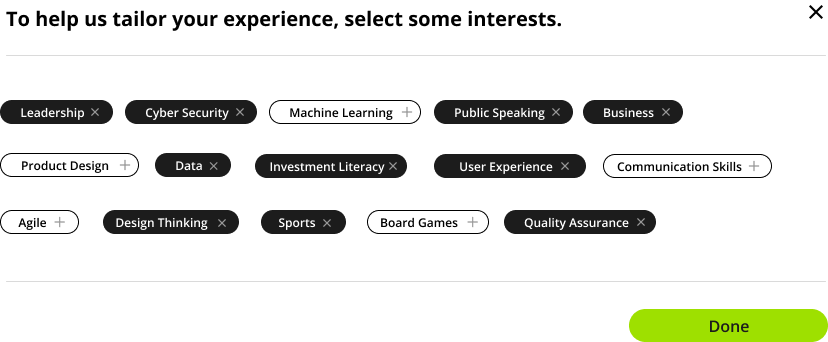 To help us tailor your experience, select some interests.
Leadership Cyber Security Machine Learning Public Speaking Business
Product Design Data Investment Literacy User Experience Communication Skills
Agile Design Thinking Sports Board Games Quality Assurance
Done